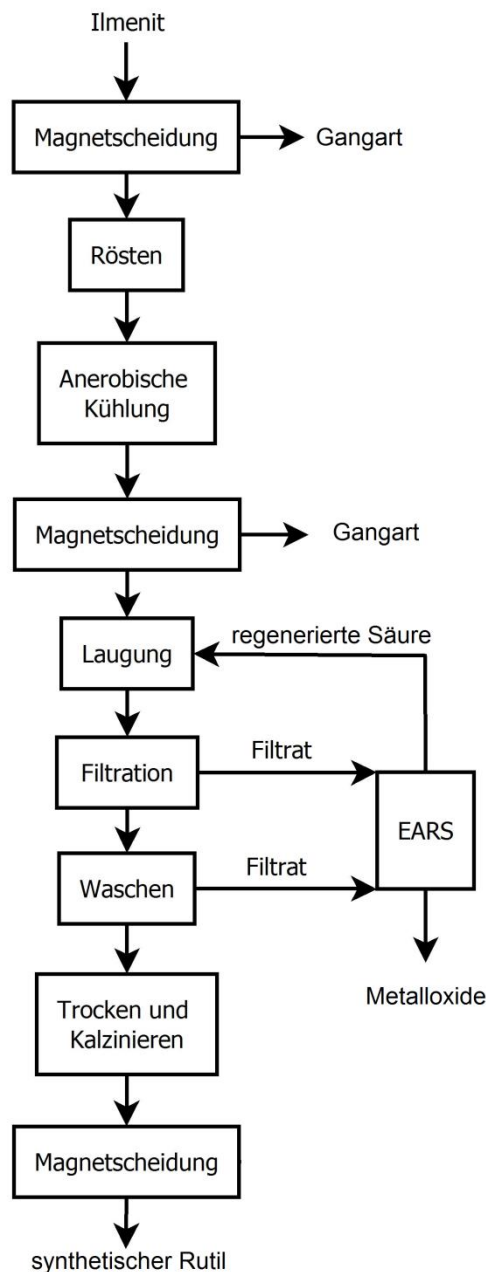 Ilmenit
Magnetscheidung
Gangart
Rösten
Anerobische
Kühlung
Magnetscheidung
Gangart
regenerierte Säure
Laugung
Filtration
Filtrat
EARS
Waschen
Filtrat
Metalloxide
Trocken und
Kalzinieren
Magnetscheidung
synthetischer Rutil